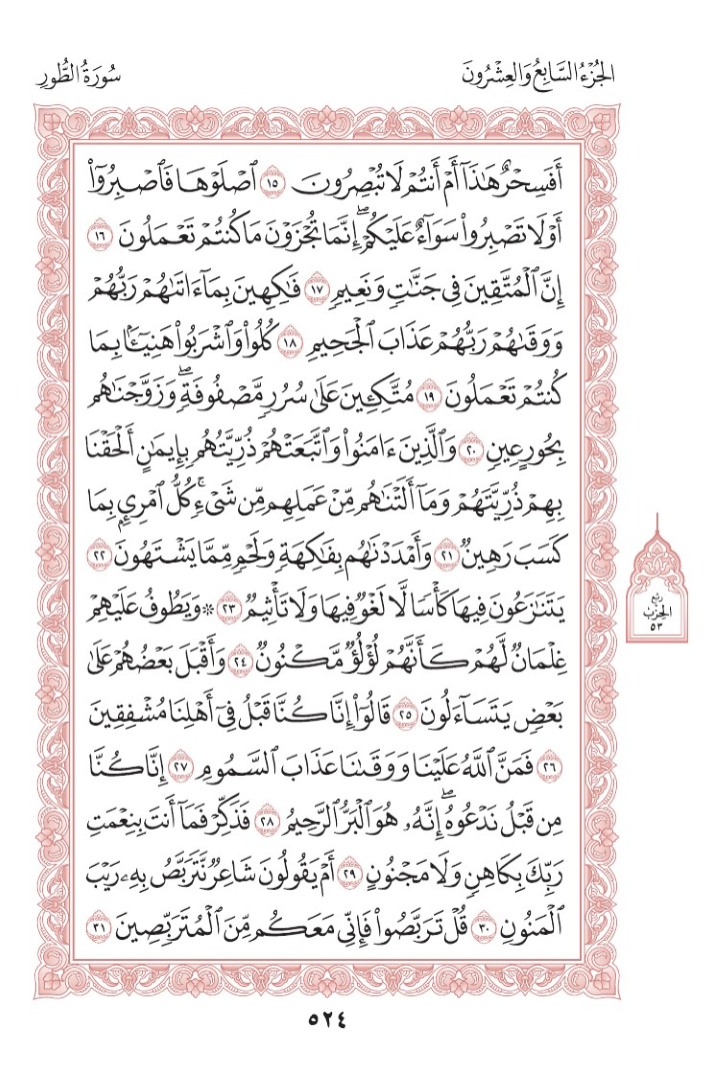 الجُزْءُ السَّابِعُ وَالعِشْرُونَ
سُورَةُ الطُّورِ
أَفَسِحْرٌ هَٰذَآ أَمْ أَنتُمْ لَا تُبْصِرُونَ ١٥ ٱصْلَوْهَا فَٱصْبِرُوٓا۟
أَوْ لَا تَصْبِرُوا۟ سَوَآءٌ عَلَيْكُمْ ۖ إِنَّمَا تُجْزَوْنَ مَا كُنتُمْ تَعْمَلُونَ ١٦
إِنَّ ٱلْمُتَّقِينَ فِى جَنَّٰتٍ وَنَعِيمٍ ١٧ فَٰكِهِينَ بِمَآ ءَاتَىٰهُمْ رَبُّهُمْ
وَوَقَىٰهُمْ رَبُّهُمْ عَذَابَ ٱلْجَحِيمِ ١٨ كُلُوا۟ وَٱشْرَبُوا۟ هَنِيٓـًٔۢا بِمَا
كُنتُمْ تَعْمَلُونَ ١٩ مُتَّكِـِٔينَ عَلَىٰ سُرُرٍ مَّصْفُوفَةٍ ۖ وَزَوَّجْنَٰهُم
بِحُورٍ عِينٍ ٢٠ وَٱلَّذِينَ ءَامَنُوا۟ وَٱتَّبَعَتْهُمْ ذُرِّيَّتُهُم بِإِيمَٰنٍ أَلْحَقْنَا
بِهِمْ ذُرِّيَّتَهُمْ وَمَآ أَلَتْنَٰهُم مِّنْ عَمَلِهِم مِّن شَىْءٍ ۚ كُلُّ ٱمْرِئٍۭ بِمَا
كَسَبَ رَهِينٌ ٢١ وَأَمْدَدْنَٰهُم بِفَٰكِهَةٍ وَلَحْمٍ مِّمَّا يَشْتَهُونَ ٢٢
يَتَنَٰزَعُونَ فِيهَا كَأْسًا لَّا لَغْوٌ فِيهَا وَلَا تَأْثِيمٌ ٢٣ ۞ وَيَطُوفُ عَلَيْهِمْ
غِلْمَانٌ لَّهُمْ كَأَنَّهُمْ لُؤْلُؤٌ مَّكْنُونٌ ٢٤ وَأَقْبَلَ بَعْضُهُمْ عَلَىٰ
بَعْضٍ يَتَسَآءَلُونَ ٢٥ قَالُوٓا۟ إِنَّا كُنَّا قَبْلُ فِىٓ أَهْلِنَا مُشْفِقِينَ
٢٦ فَمَنَّ ٱللَّهُ عَلَيْنَا وَوَقَىٰنَا عَذَابَ ٱلسَّمُومِ ٢٧ إِنَّا كُنَّا
مِن قَبْلُ نَدْعُوهُ ۖ إِنَّهُۥ هُوَ ٱلْبَرُّ ٱلرَّحِيمُ ٢٨ فَذَكِّرْ فَمَآ أَنتَ بِنِعْمَتِ
رَبِّكَ بِكَاهِنٍ وَلَا مَجْنُونٍ ٢٩ أَمْ يَقُولُونَ شَاعِرٌ نَّتَرَبَّصُ بِهِۦ رَيْبَ
ٱلْمَنُونِ ٣٠ قُلْ تَرَبَّصُوا۟ فَإِنِّى مَعَكُم مِّنَ ٱلْمُتَرَبِّصِينَ ٣١
ربع
الحزب
٥٣
٥٢٤